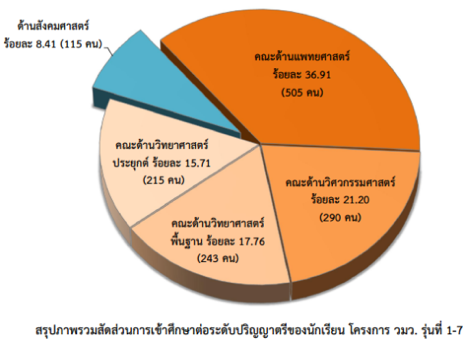 ด้านสังคมศาสตร์
ร้อยละ 8.41 (115 คน)
คณะด้านแพทยศาสตร์
ร้อยละ 36.91
(505 คน)
คณะด้านวิทยาศาสตร์
ประยุกต์ ร้อยละ 15.71
(215 คน)
คณะด้านวิศวกรรมศาสตร์
ร้อยละ 21.20
(290 คน)
คณะด้านวิทยาศาสตร์
พื้นฐาน ร้อยละ 17.76
(243 คน)
สรุปภาพรวมสัดส่วนการเข้าศึกษาต่อระดับปริญญาตรีของนักเรียน โครงการ วมว. รุ่นที่ 1-7